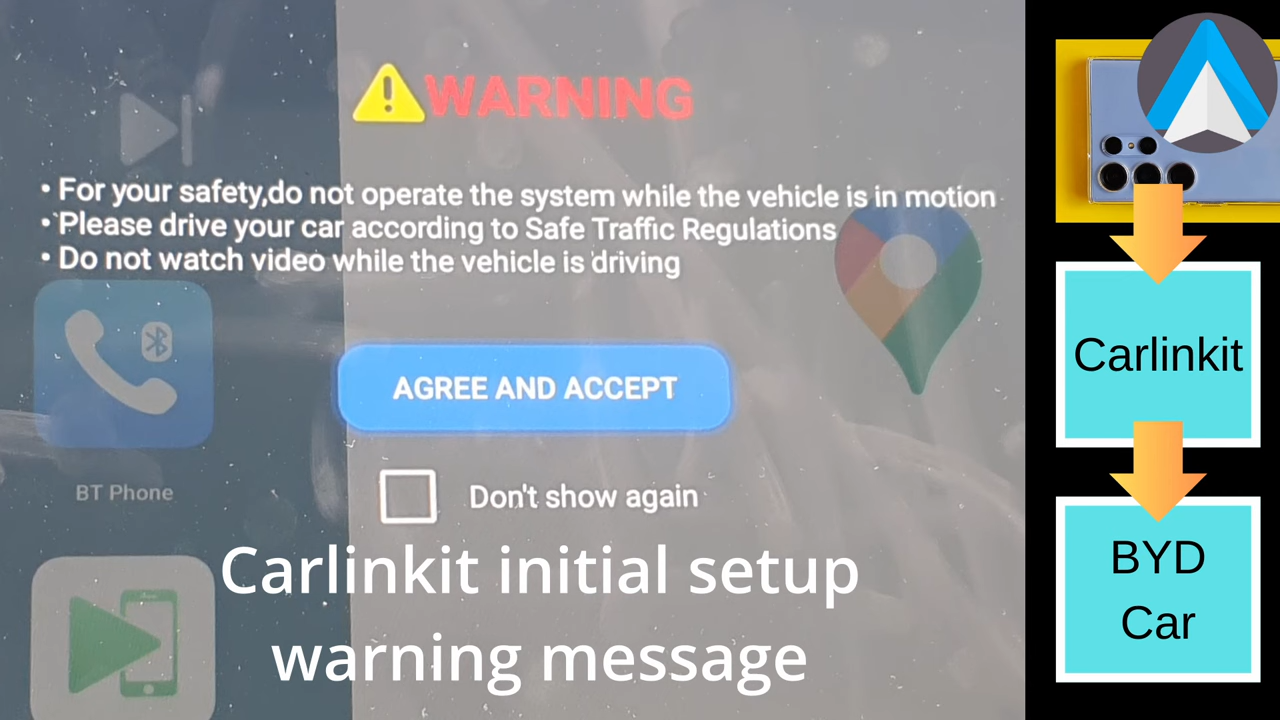 WARNING
• For your safety,do not operate the system while the vehicle is in motion
• Please drive your car according to Safe Traffic Regulations
• Do not watch video while the vehicle is driving
AGREE AND ACCEPT
BT Phone
Don't show again
Carlinkit initial setup
warning message
Carlinkit
BYD
Car